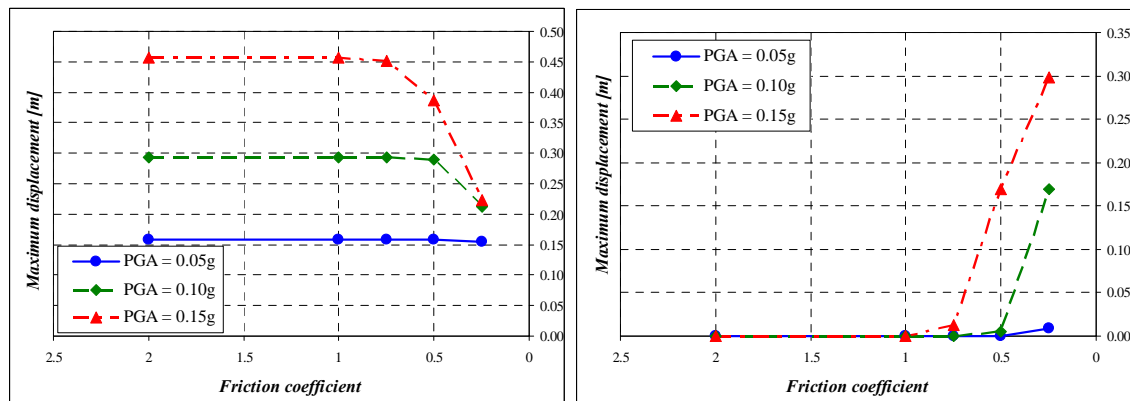 Maximum displacement [m]
0.50
0.45
0.40
0.35
0.30
0.25
0.20
0.15
0.10
0.05
0.00
PGA = 0.05g
PGA = 0.10g
PGA = 0.15g
2.5 2 1 0.5 0
Friction coefficient
Maximum displacement [m]
PGA = 0.05g
PGA = 0.10g
PGA = 0.15g
0.35
0.30
0.25
0.20
0.15
0.10
0.05
0.00
2.5 2 1.5 1 0.5 0
Friction coefficient